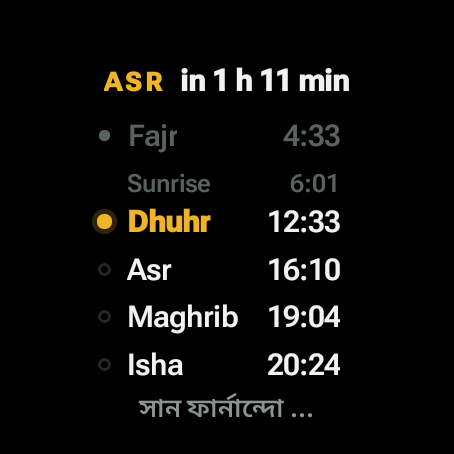 ASR in 1 h 11 min
Fajr 4:33
Sunrise 6:01
Dhuhr 12:33
Asr 16:10
Maghrib 19:04
Isha 20:24
সান ফার্নান্দো ...